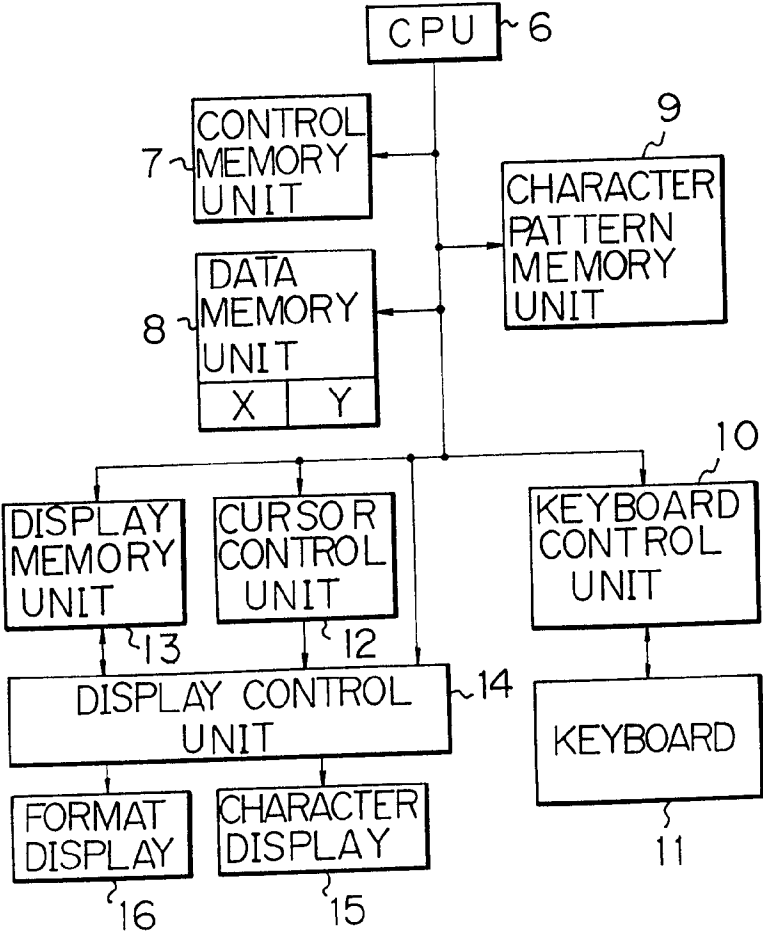 CPU
6
CONTROL
MEMORY
UNIT
7
9
CHARACTER
PATTERN
MEMORY
UNIT
DATA
MEMORY
UNIT
8
X
Y
10
DISPLAY
MEMORY
UNIT
13
CURSOR
CONTROL
UNIT
12
KEYBOARD
CONTROL
UNIT
DISPLAY CONTROL
UNIT
14
KEYBOARD
11
FORMAT
DISPLAY
16
CHARACTER
DISPLAY
15